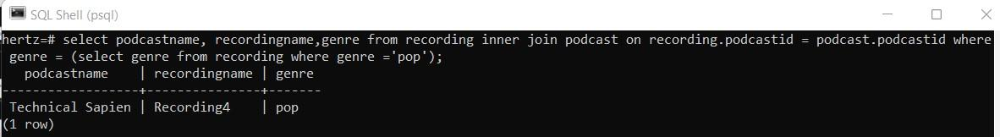 SQL Shell (psql)
hertz=# select podcastname, recordingname,genre from recording inner join podcast on recording.podcastid = podcast.podcastid where
 genre = (select genre from recording where genre ='pop');
   podcastname    | recordingname | genre
------------------+---------------+-------
 Technical Sapien | Recording4    | pop
(1 row)